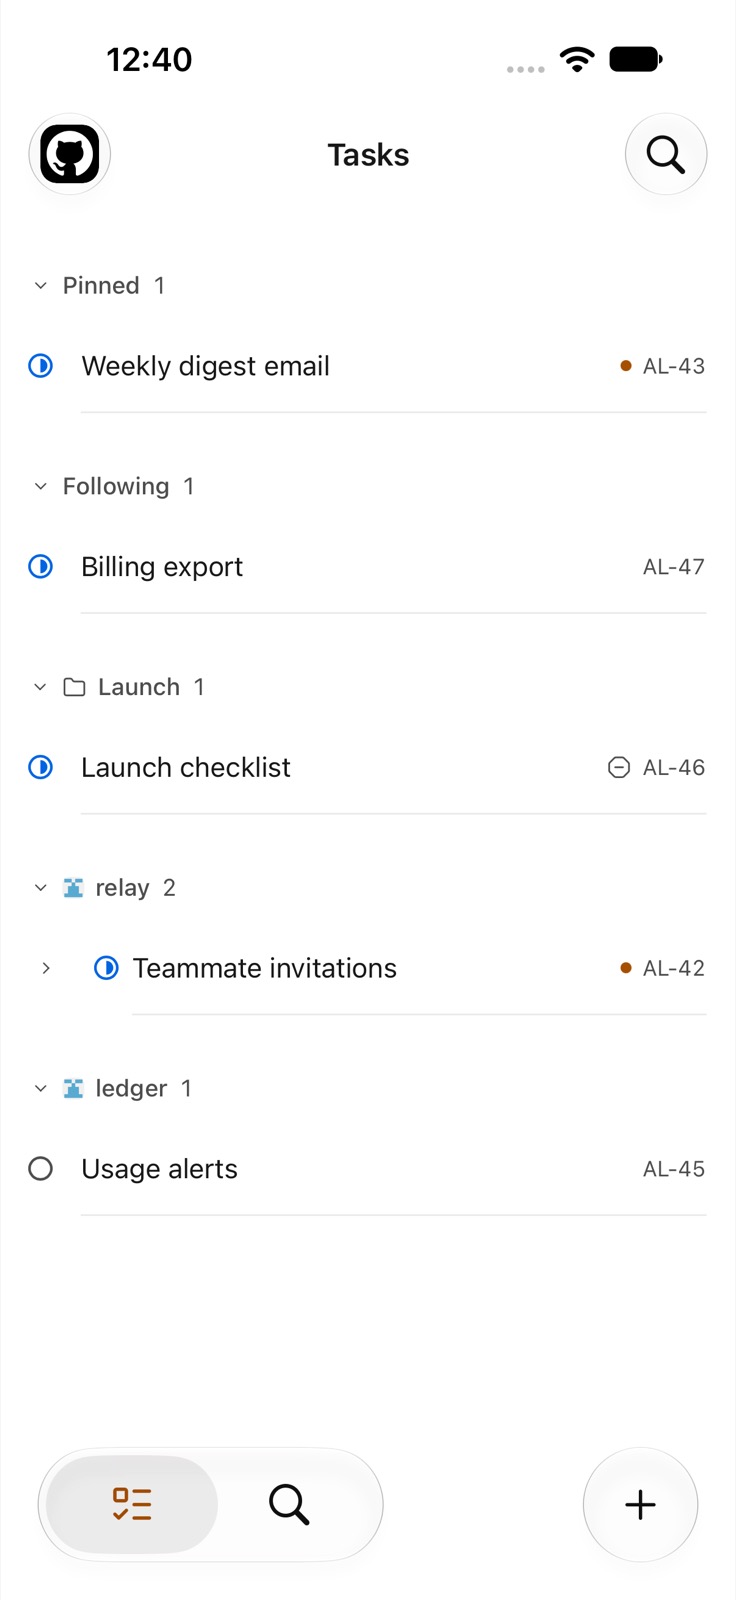 12:40
Tasks
Pinned 1
Weekly digest email AL-43
Following 1
Billing export AL-47
Launch 1
Launch checklist AL-46
relay 2
Teammate invitations AL-42
ledger 1
Usage alerts AL-45